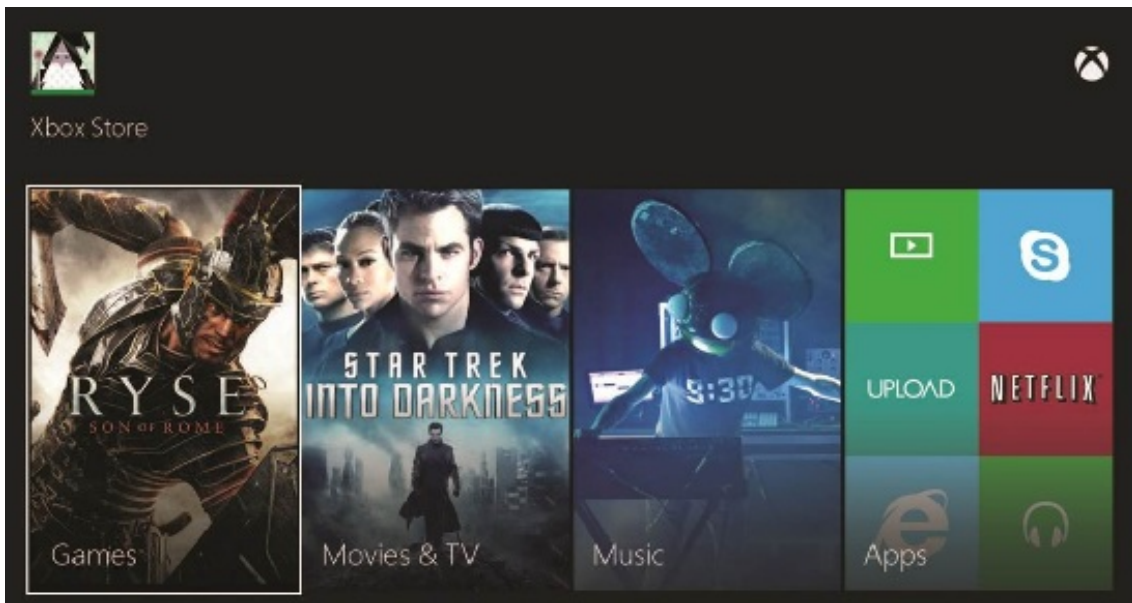 Xbox Store
RYSE
SON OF ROME
Games
STAR TREK
INTO DARKNESS
Movies & TV
9:30
Music
S
UPLOAD
NETFLIX
e
Apps